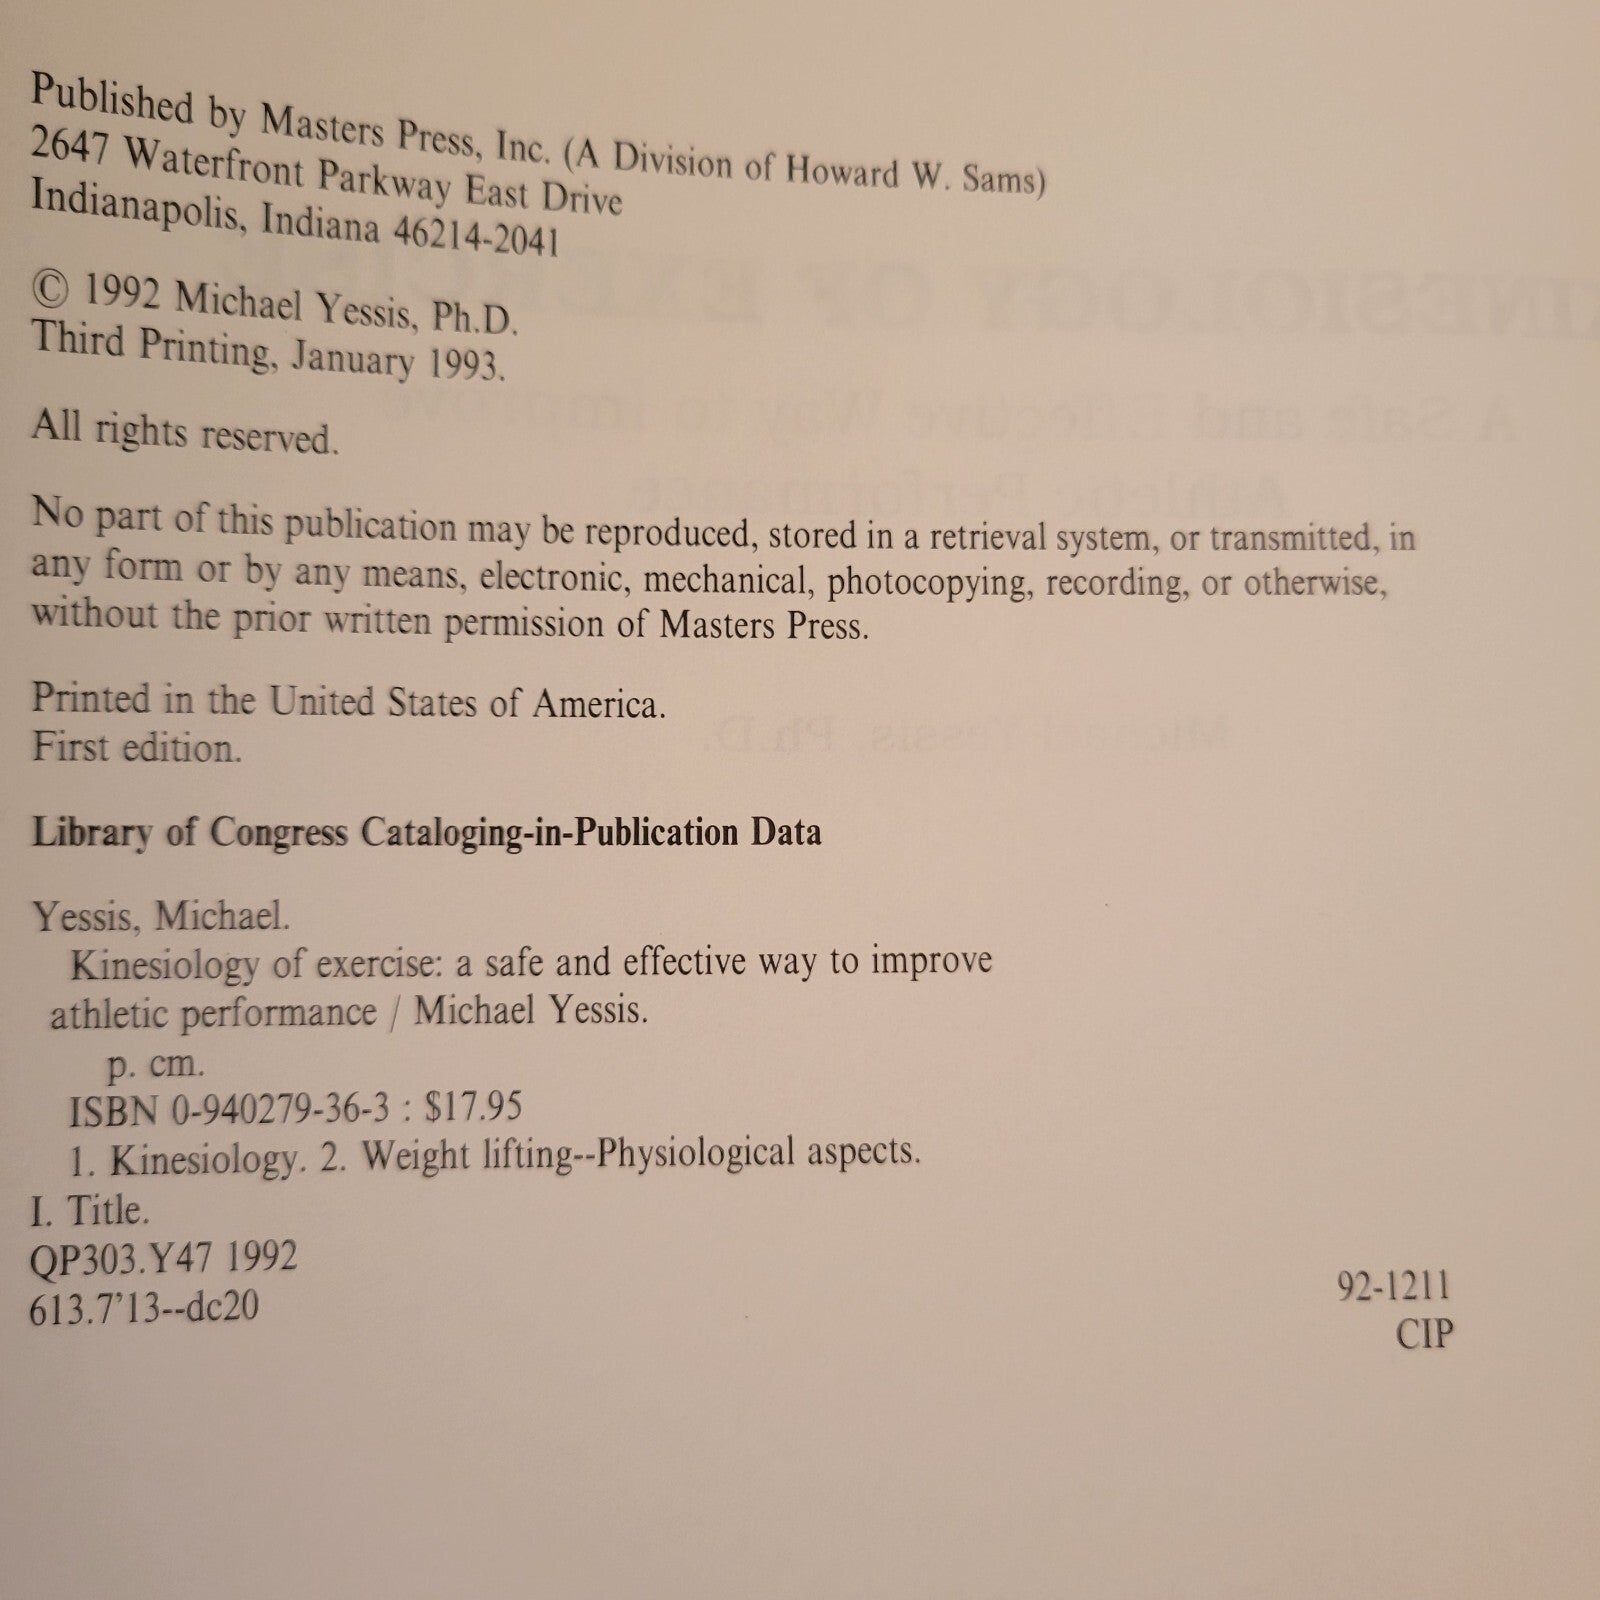 Published by Masters Press, Inc. (A Division of Howard W. Sams)
2647 Waterfront Parkway East Drive
Indianapolis, Indiana 46214-2041
© 1992 Michael Yessis, Ph.D.
Third Printing, January 1993.
All rights reserved.
No part of this publication may be reproduced, stored in a retrieval system, or transmitted, in
any form or by any means, electronic, mechanical, photocopying, recording, or otherwise,
without the prior written permission of Masters Press.
Printed in the United States of America.
First edition.
Library of Congress Cataloging-in-Publication Data
Yessis, Michael.
Kinesiology of exercise: a safe and effective way to improve
athletic performance / Michael Yessis.
p. cm.
ISBN 0-940279-36-3 : $17.95
1. Kinesiology. 2. Weight lifting--Physiological aspects.
I. Title.
QP303.Y47 1992
613.7'13--dc20
92-1211
CIP